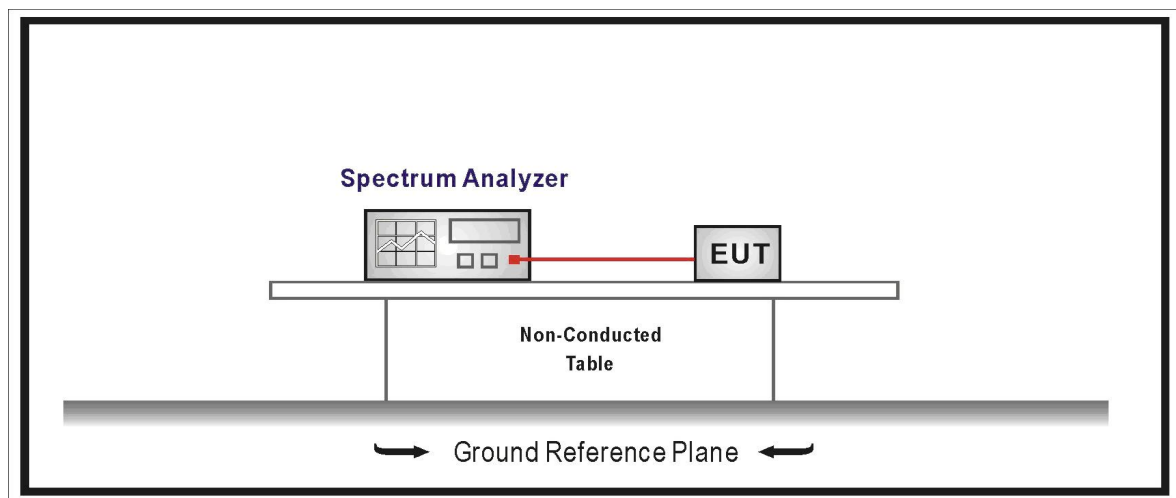 Spectrum Analyzer
EUT
Non-Conducted
Table
Ground Reference Plane